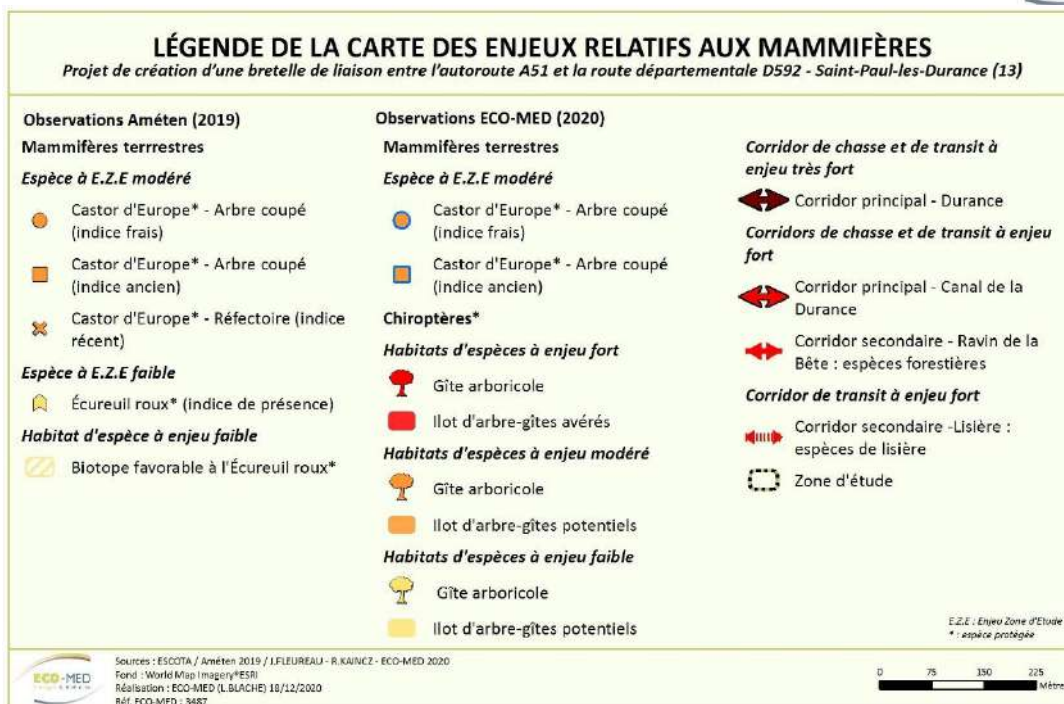 LÉGENDE DE LA CARTE DES ENJEUX RELATIFS AUX MAMMIFÈRES
Projet de création d'une bretelle de liaison entre l'autoroute A51 et la route départementale D592 - Saint-Paul-les-Durance (13)
Observations Améten (2019)
Mammifères terrrestres
Espèce à E.Z.E modéré
Castor d'Europe* - Arbre coupé
(indice frais)
Castor d'Europe* - Arbre coupé
(indice ancien)
Castor d'Europe* - Réfectoire (indice
récent)
Espèce à E.Z.E faible
Écureuil roux* (indice de présence)
Habitat d'espèce à enjeu faible
Biotope favorable à l'Écureuil roux*
Observations ECO-MED (2020)
Mammifères terrestres
Espèce à E.Z.E modéré
Castor d'Europe* - Arbre coupé
(indice frais)
Castor d'Europe* - Arbre coupé
(indice ancien)
Chiroptères*
Habitats d'espèces à enjeu fort
Gîte arboricole
Ilot d'arbre-gîtes avérés
Habitats d'espèces à enjeu modéré
Gîte arboricole
Ilot d'arbre-gîtes potentiels
Habitats d'espèces à enjeu faible
Gîte arboricole
Ilot d'arbre-gîtes potentiels
Corridor de chasse et de transit à
enjeu très fort
Corridor principal - Durance
Corridors de chasse et de transit à enjeu
fort
Corridor principal - Canal de la
Durance
Corridor secondaire - Ravin de la
Bête : espèces forestières
Corridor de transit à enjeu fort
Corridor secondaire -Lisière :
espèces de lisière
Zone d'étude
E.Z.E : Enjeu Zone d'Etude
* : espèce protégée
ECO-MED
Sources : ESCOTA / Améten 2019 / J.FLEUREAU - R.KAINCZ - ECO-MED 2020
Fond : World Map Imagery®ESRI
Réalisation : ECO-MED (L.BLACHE) 18/12/2020
Réf. ECO-MED : 3487
0 75 150 225
Mètres